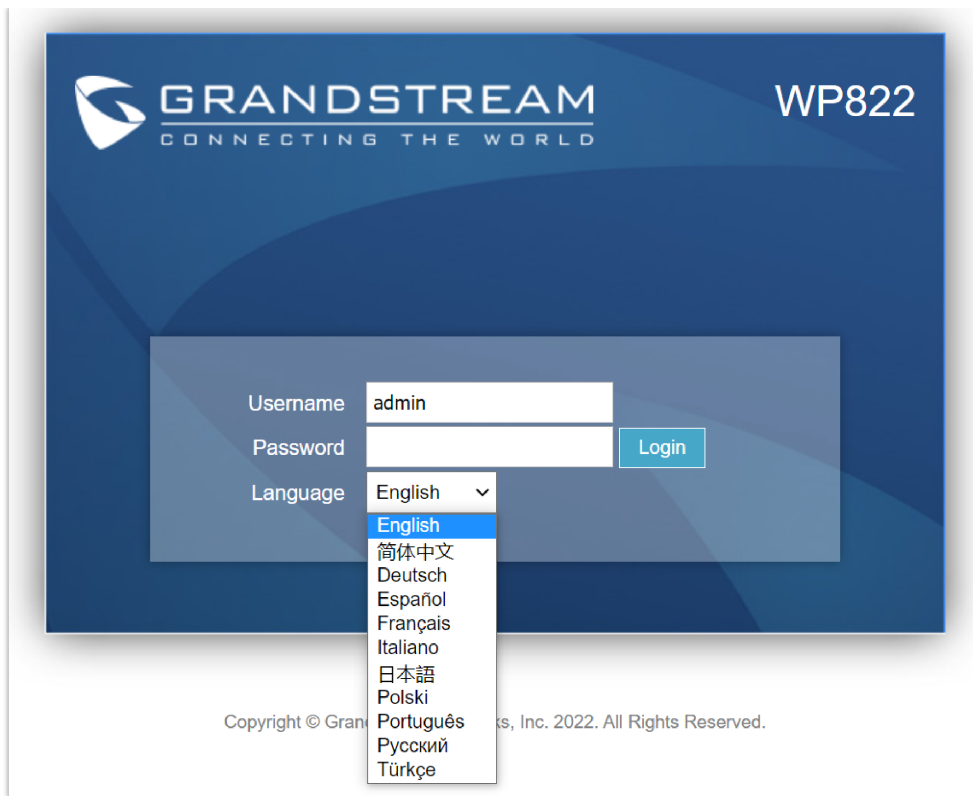 GRANDSTREAM
CONNECTING THE WORLD
WP822
Username admin
Password Login
Language English
English
简体中文
Deutsch
Español
Français
Italiano
日本語
Polski
Português
Русский
Türkçe
Copyright © Gran ks, Inc. 2022. All Rights Reserved.